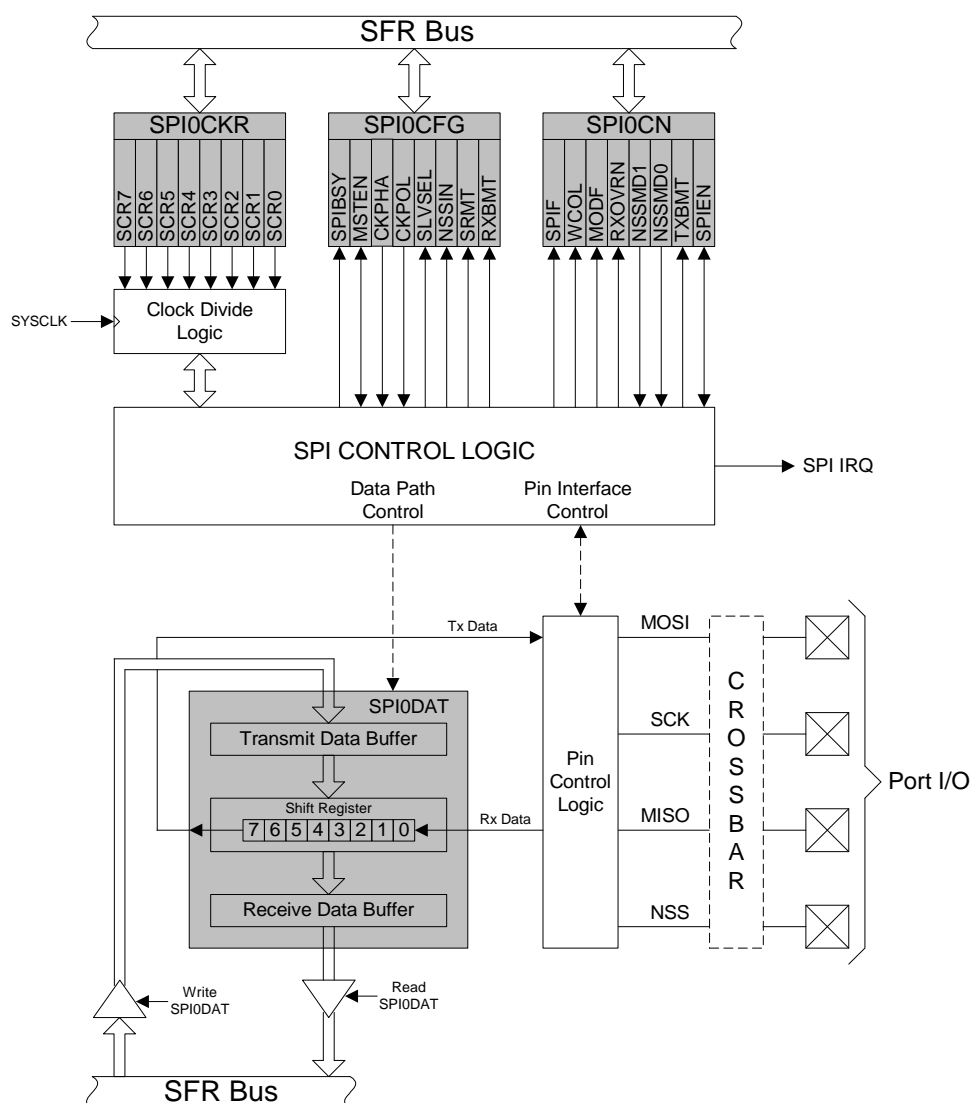 SFR Bus
SPI0CKR
SCR7
SCR6
SCR5
SCR4
SCR3
SCR2
SCR1
SCR0
SPI0CFG
SPIBSY
MSTEN
CKPHA
CKPOL
SLVSEL
NSSIN
SRMT
RXBMT
SPI0CN
SPIF
WCOL
MODF
RXOVRN
NSSMD1
NSSMD0
TXBMT
SPIEN
SYSCLK
Clock Divide
Logic
SPI CONTROL LOGIC
Data Path
Control
Pin Interface
Control
SPI IRQ
Tx Data
SPI0DAT
Transmit Data Buffer
Shift Register
7 6 5 4 3 2 1 0
Rx Data
Receive Data Buffer
Pin
Control
Logic
MOSI
SCK
MISO
NSS
CROSSBAR
Port I/O
Write
SPI0DAT
Read
SPI0DAT
SFR Bus